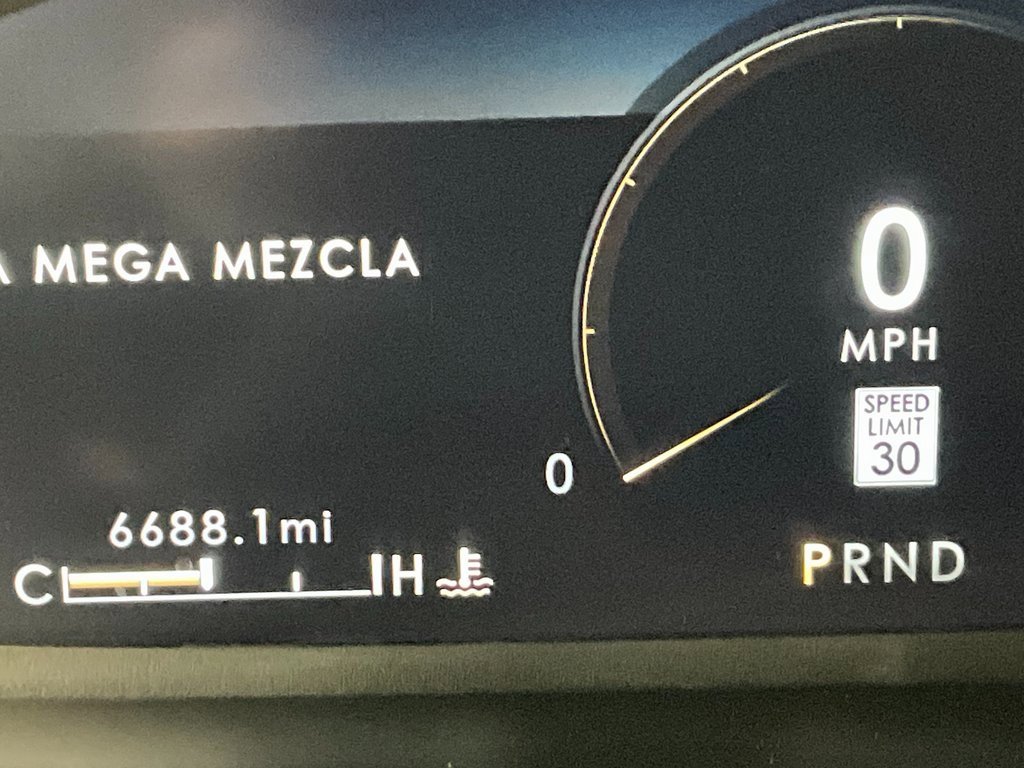 MEGA MEZCLA
0
MPH
SPEED
LIMIT
30
0
6688.1mi
C H
PRND